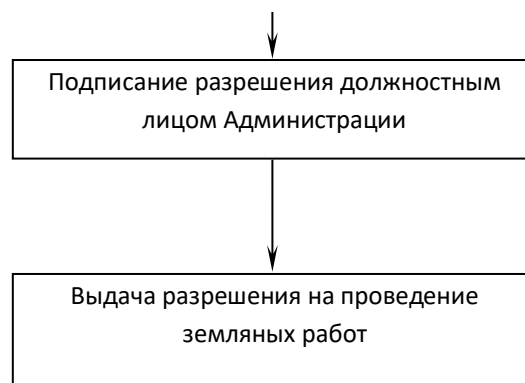 Подписание разрешения должностным
лицом Администрации
Выдача разрешения на проведение
земляных работ